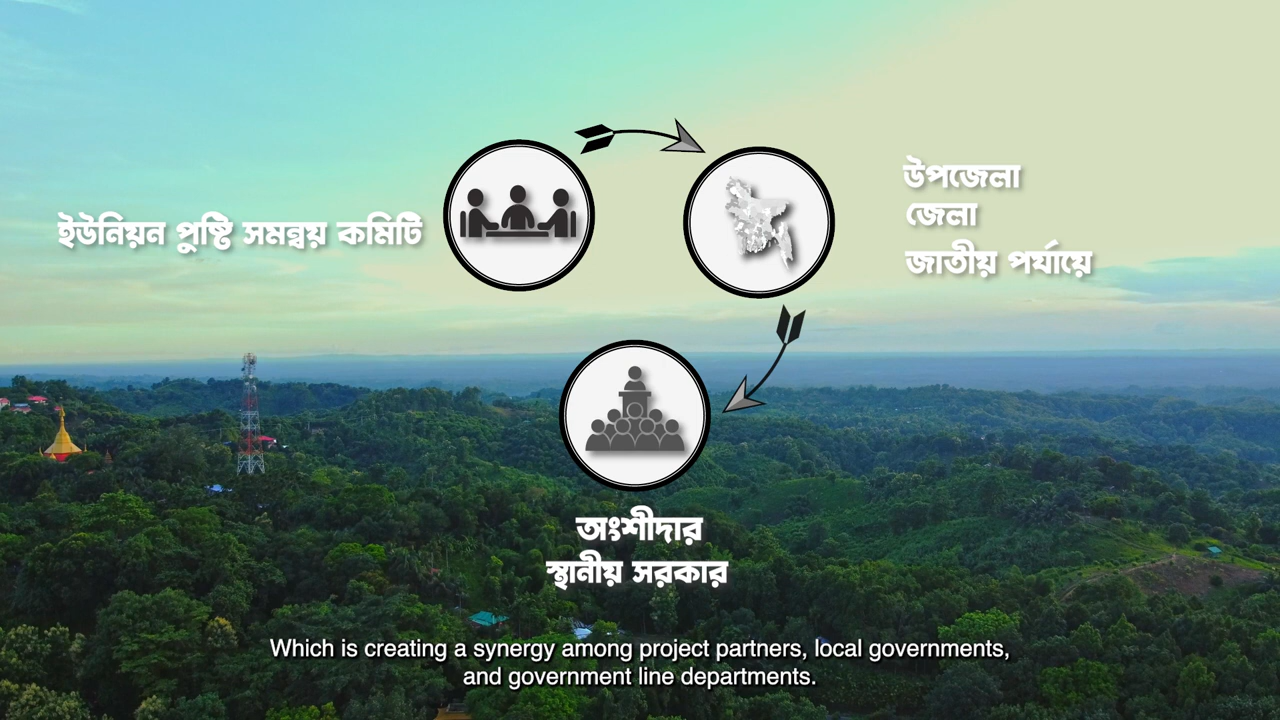 ইউনিয়ন পুষ্টি সমন্বয় কমিটি
উপজেলা
জেলা
জাতীয় পর্যায়ে
অংশীদার
স্থানীয় সরকার
Which is creating a synergy among project partners, local governments,
and government line departments.